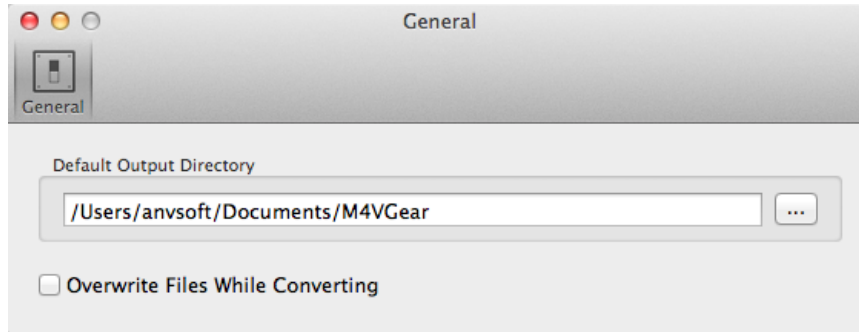 General
General
Default Output Directory
/Users/anvsoft/Documents/M4VGear
...
Overwrite Files While Converting